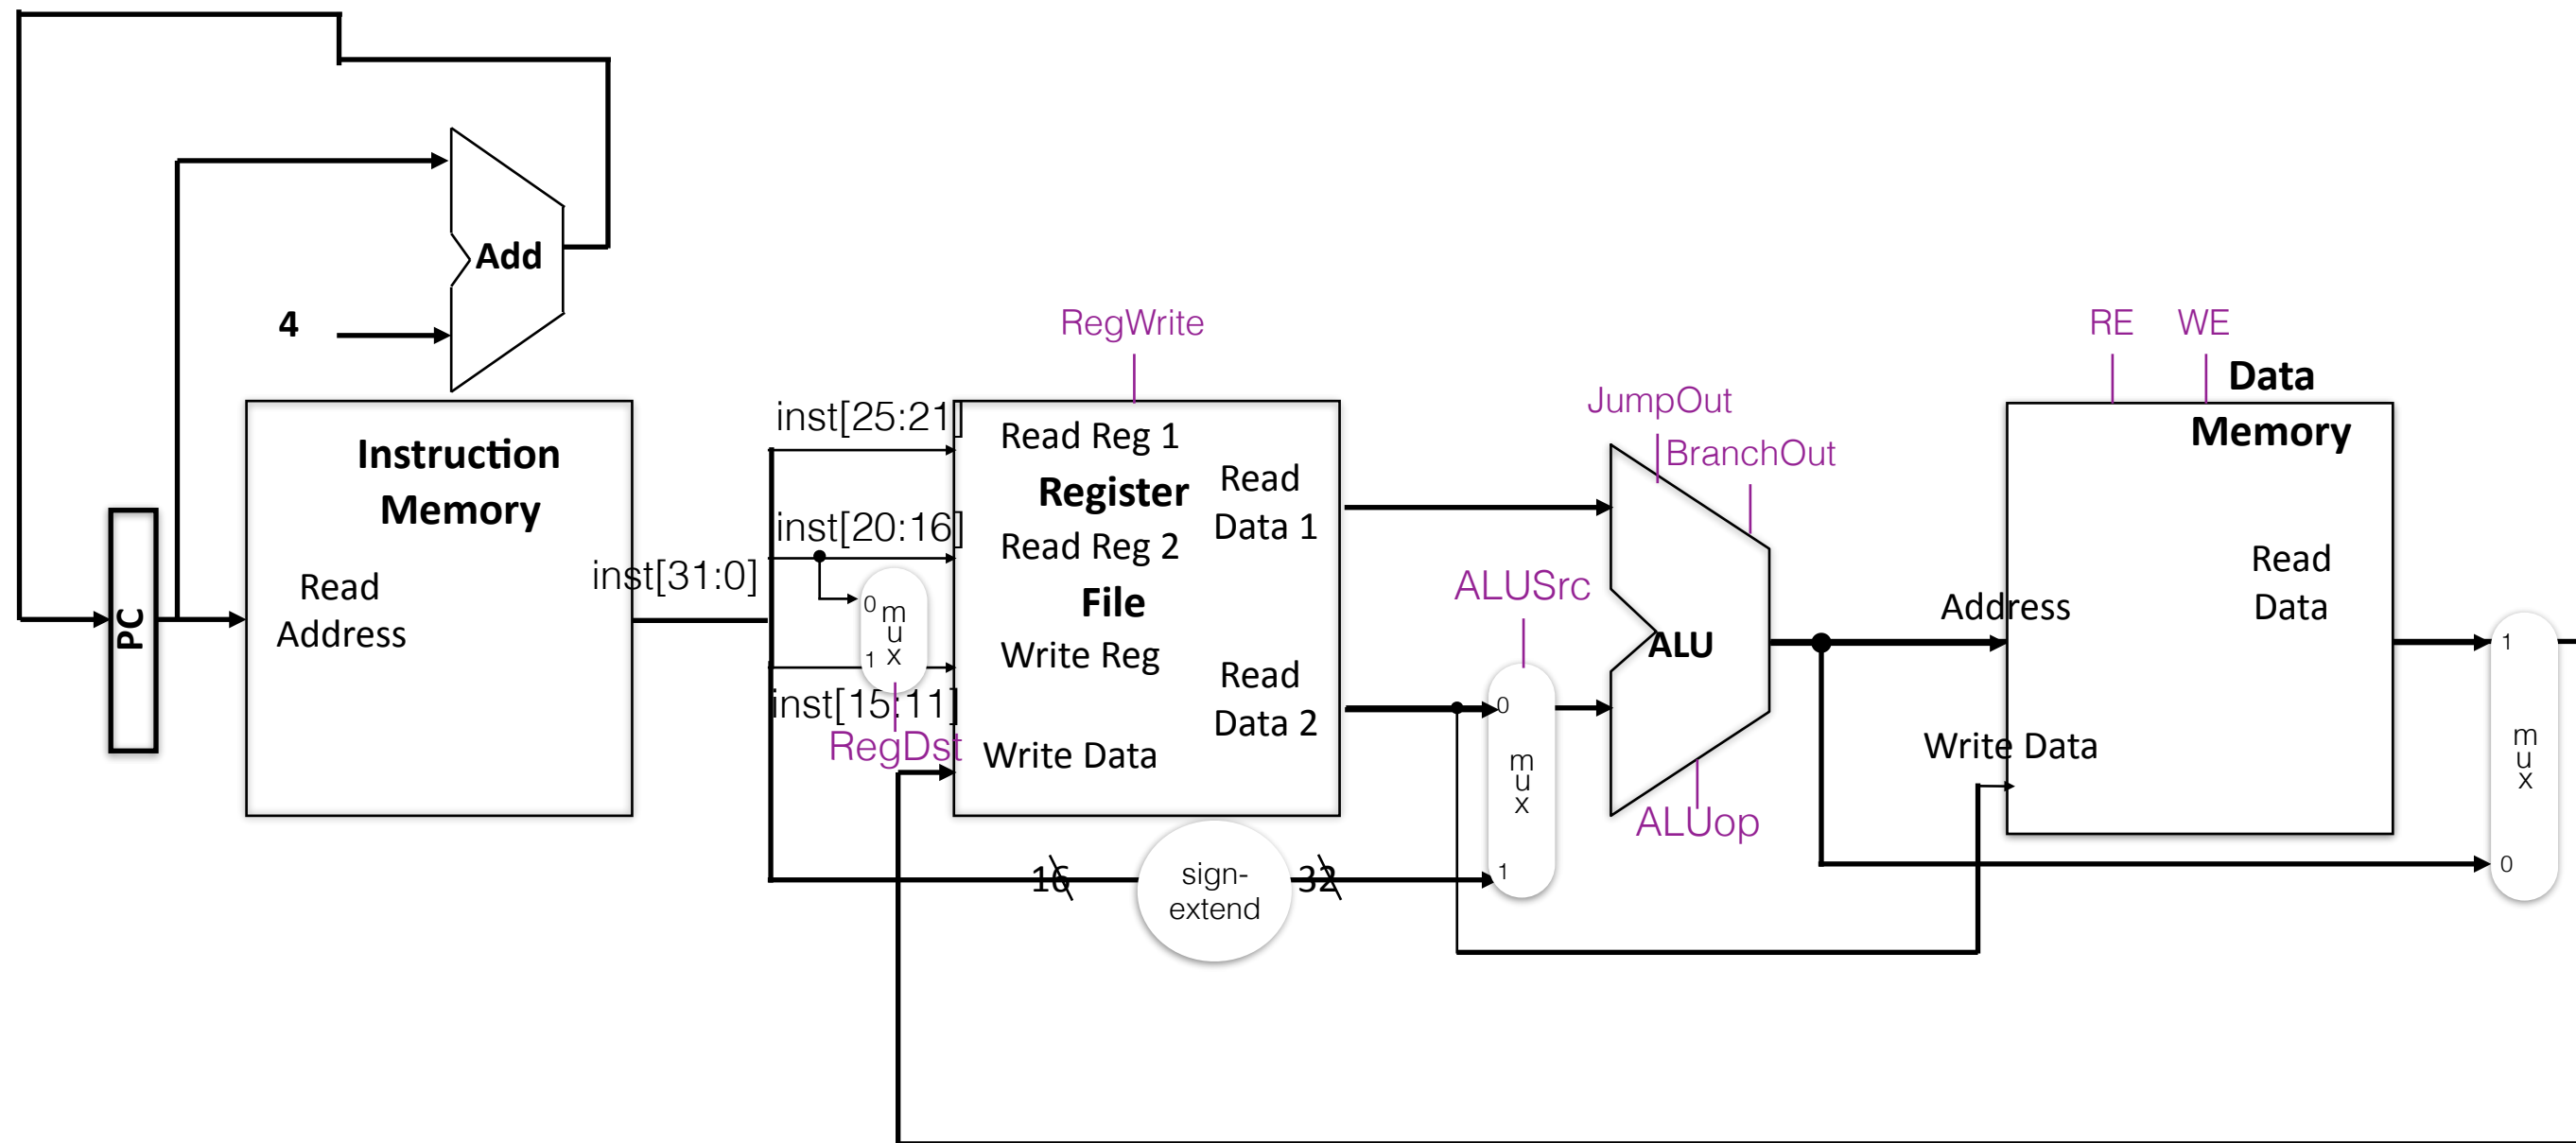 Add
4
RegWrite
RE
WE
Data
Memory
JumpOut
BranchOut
inst[25:21]
Read Reg 1
Instruction
Memory
Register
Read
Data 1
inst[20:16]
Read Reg 2
inst[31:0]
Read
Address
PC
0
mux
1
File
Write Reg
ALUSrc
ALU
Address
Read
Data
inst[15:11]
RegDst
Read
Data 2
Write Data
0
mux
1
ALUop
Write Data
1
mux
0
16
sign-
extend
32